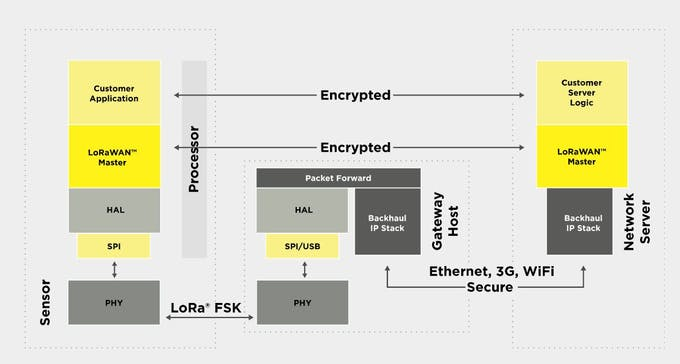 Customer
Application
LoRaWAN™
Master
HAL
SPI
PHY
Sensor
Processor
Encrypted
Encrypted
Packet Forward
HAL
SPI/USB
PHY
Backhaul
IP Stack
Gateway
Host
LoRa® FSK
Ethernet, 3G, WiFi
Secure
Customer
Server
Logic
LoRaWAN™
Master
Backhaul
IP Stack
Network
Server